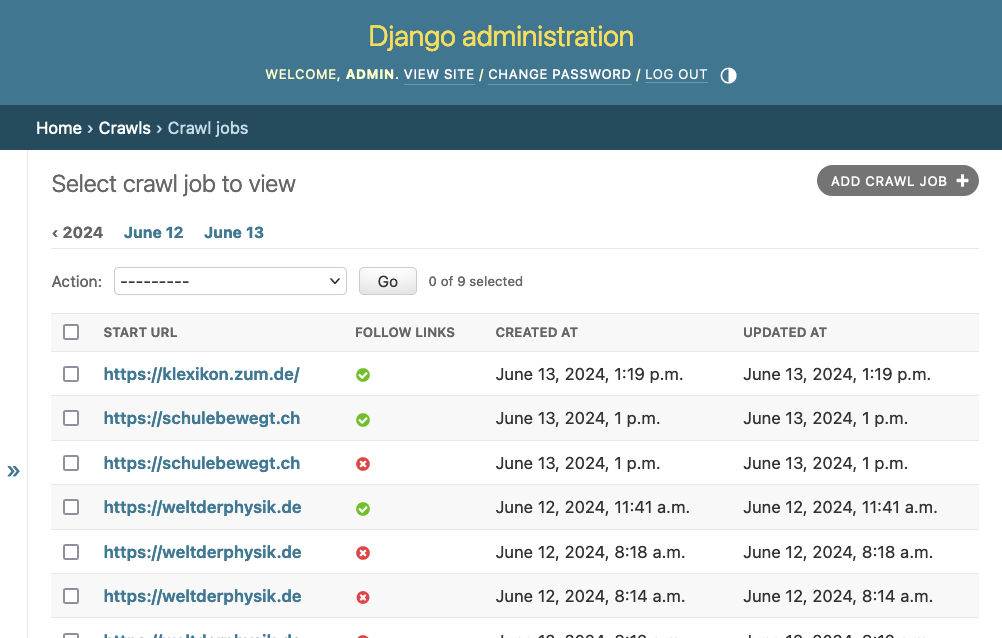 Django administration
WELCOME, ADMIN. VIEW SITE / CHANGE PASSWORD / LOG OUT
Home › Crawls › Crawl jobs
Select crawl job to view
ADD CRAWL JOB +
‹ 2024 June 12 June 13
Action: --------- Go 0 of 9 selected
START URL FOLLOW LINKS CREATED AT UPDATED AT
https://klexikon.zum.de/ June 13, 2024, 1:19 p.m. June 13, 2024, 1:19 p.m.
https://schulebewegt.ch June 13, 2024, 1 p.m. June 13, 2024, 1 p.m.
https://schulebewegt.ch June 13, 2024, 1 p.m. June 13, 2024, 1 p.m.
»
https://weltderphysik.de June 12, 2024, 11:41 a.m. June 12, 2024, 11:41 a.m.
https://weltderphysik.de June 12, 2024, 8:18 a.m. June 12, 2024, 8:18 a.m.
https://weltderphysik.de June 12, 2024, 8:14 a.m. June 12, 2024, 8:14 a.m.